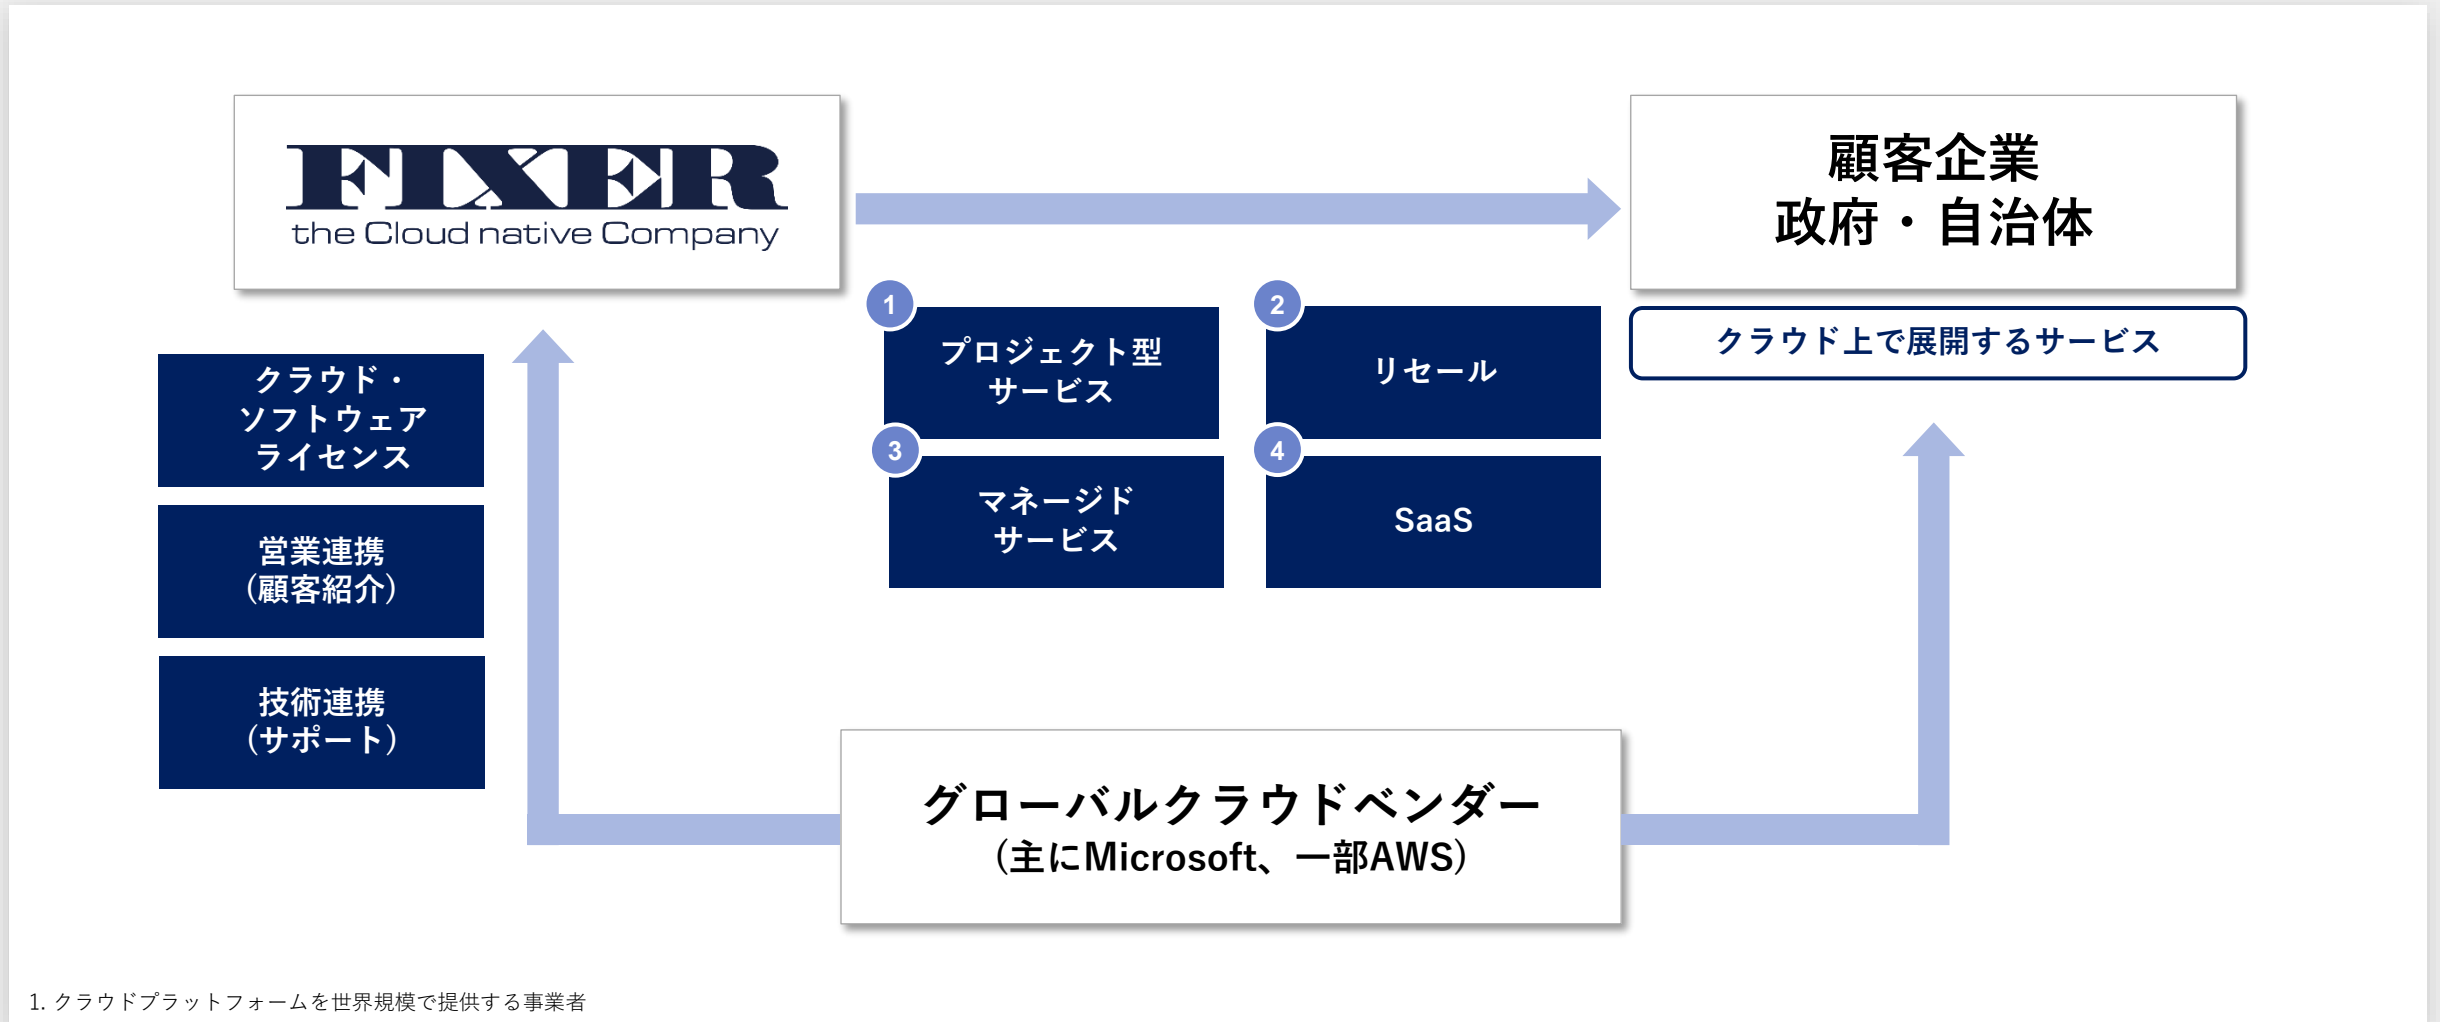 FIXER
the Cloud native Company
顧客企業
政府・自治体
クラウド上で展開するサービス
1
プロジェクト型
サービス
2
リセール
3
マネージド
サービス
4
SaaS
クラウド・
ソフトウェア
ライセンス
営業連携
(顧客紹介)
技術連携
(サポート)
グローバルクラウドベンダー
(主にMicrosoft、一部AWS)
1. クラウドプラットフォームを世界規模で提供する事業者